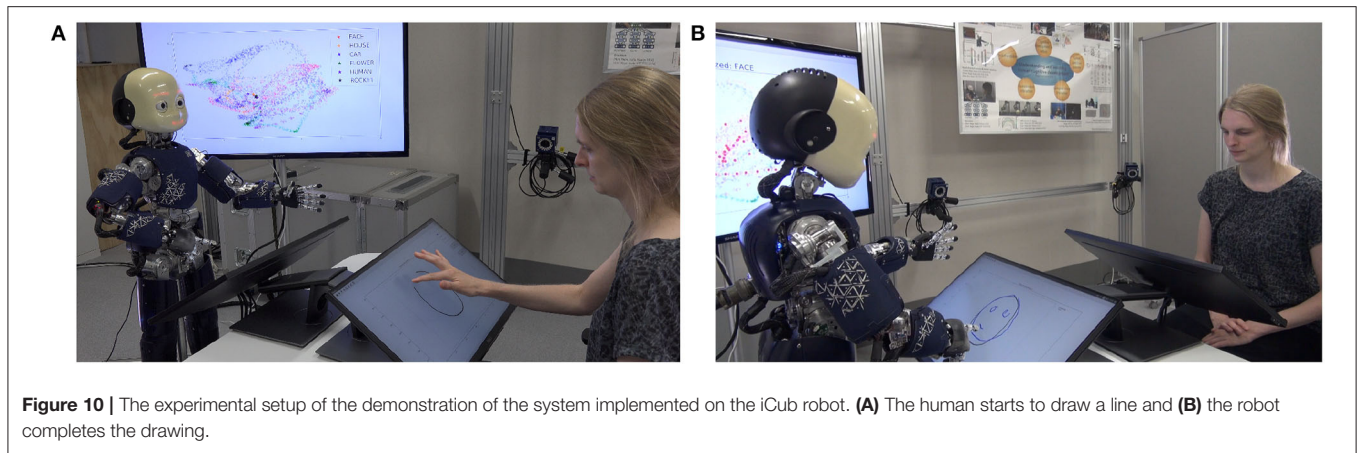 A
B
FACE
HOUSE
CAR
FLOWER
HUMAN
ROCKET
zed: FACE
Figure 10 | The experimental setup of the demonstration of the system implemented on the iCub robot. (A) The human starts to draw a line and (B) the robot
completes the drawing.